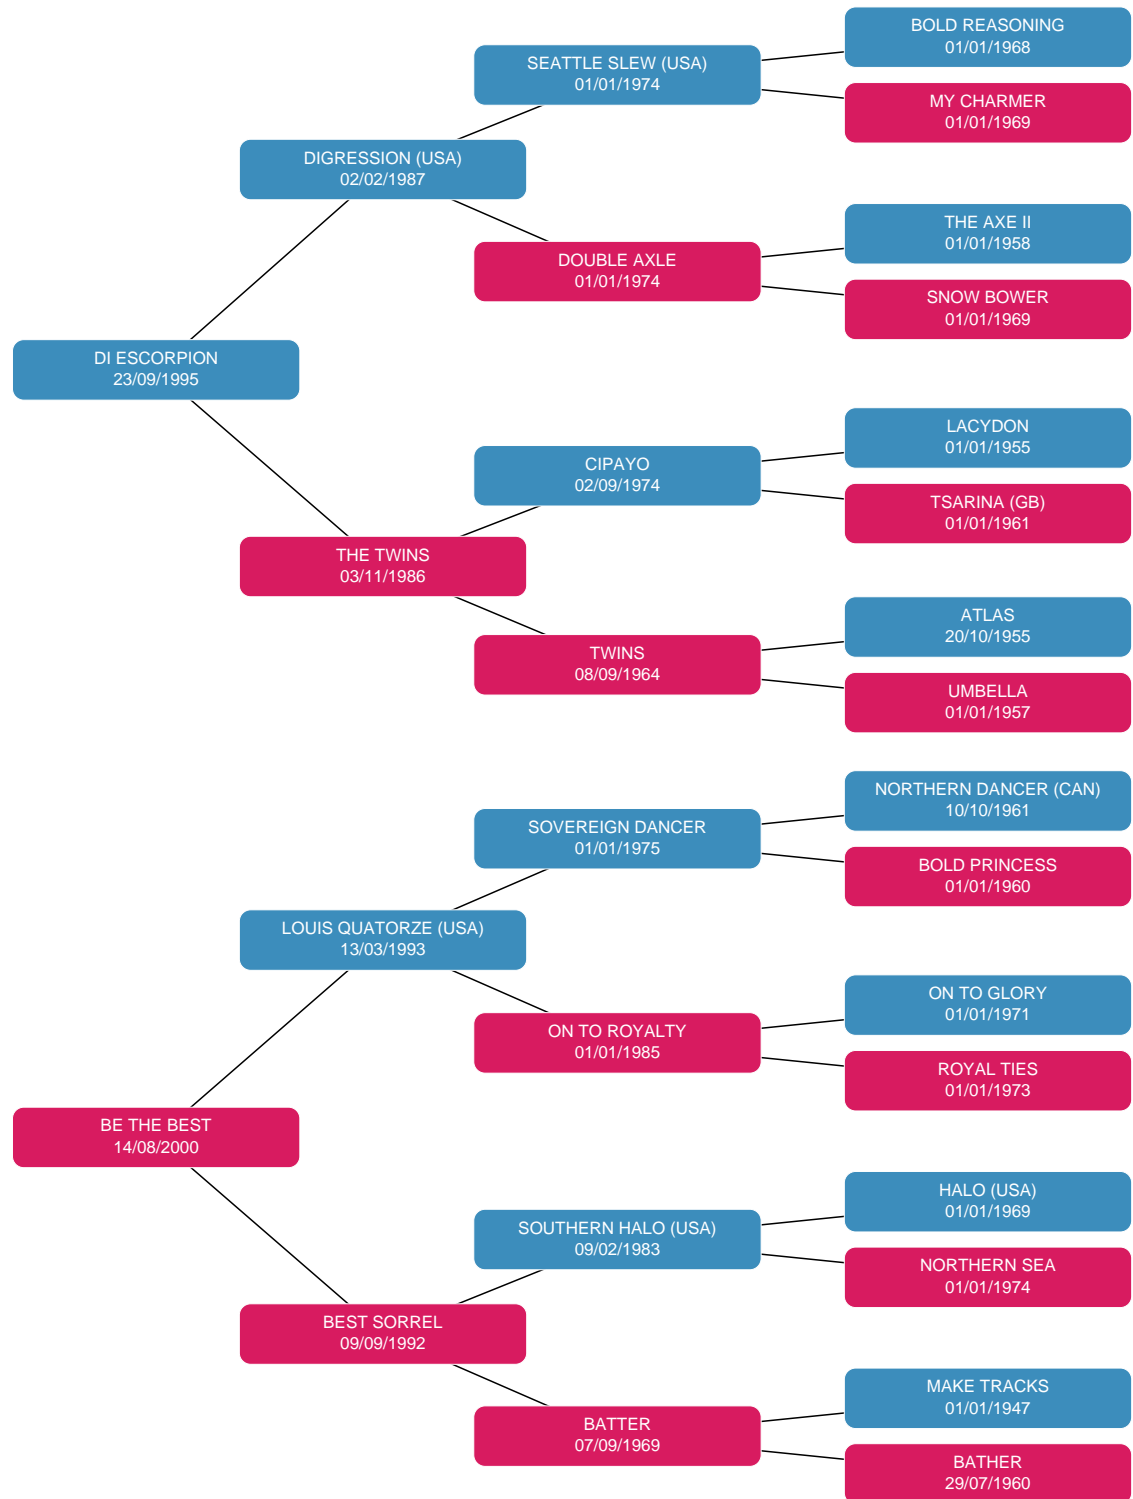 BOLD REASONING
01/01/1968
SEATTLE SLEW (USA)
01/01/1974
MY CHARMER
01/01/1969
DIGRESSION (USA)
02/02/1987
THE AXE II
01/01/1958
DOUBLE AXLE
01/01/1974
SNOW BOWER
01/01/1969
DI ESCORPION
23/09/1995
LACYDON
01/01/1955
CIPAYO
02/09/1974
TSARINA (GB)
01/01/1961
THE TWINS
03/11/1986
ATLAS
20/10/1955
TWINS
08/09/1964
UMBELLA
01/01/1957
NORTHERN DANCER (CAN)
10/10/1961
SOVEREIGN DANCER
01/01/1975
BOLD PRINCESS
01/01/1960
LOUIS QUATORZE (USA)
13/03/1993
ON TO GLORY
01/01/1971
ON TO ROYALTY
01/01/1985
ROYAL TIES
01/01/1973
BE THE BEST
14/08/2000
HALO (USA)
01/01/1969
SOUTHERN HALO (USA)
09/02/1983
NORTHERN SEA
01/01/1974
BEST SORREL
09/09/1992
MAKE TRACKS
01/01/1947
BATTER
07/09/1969
BATHER
29/07/1960